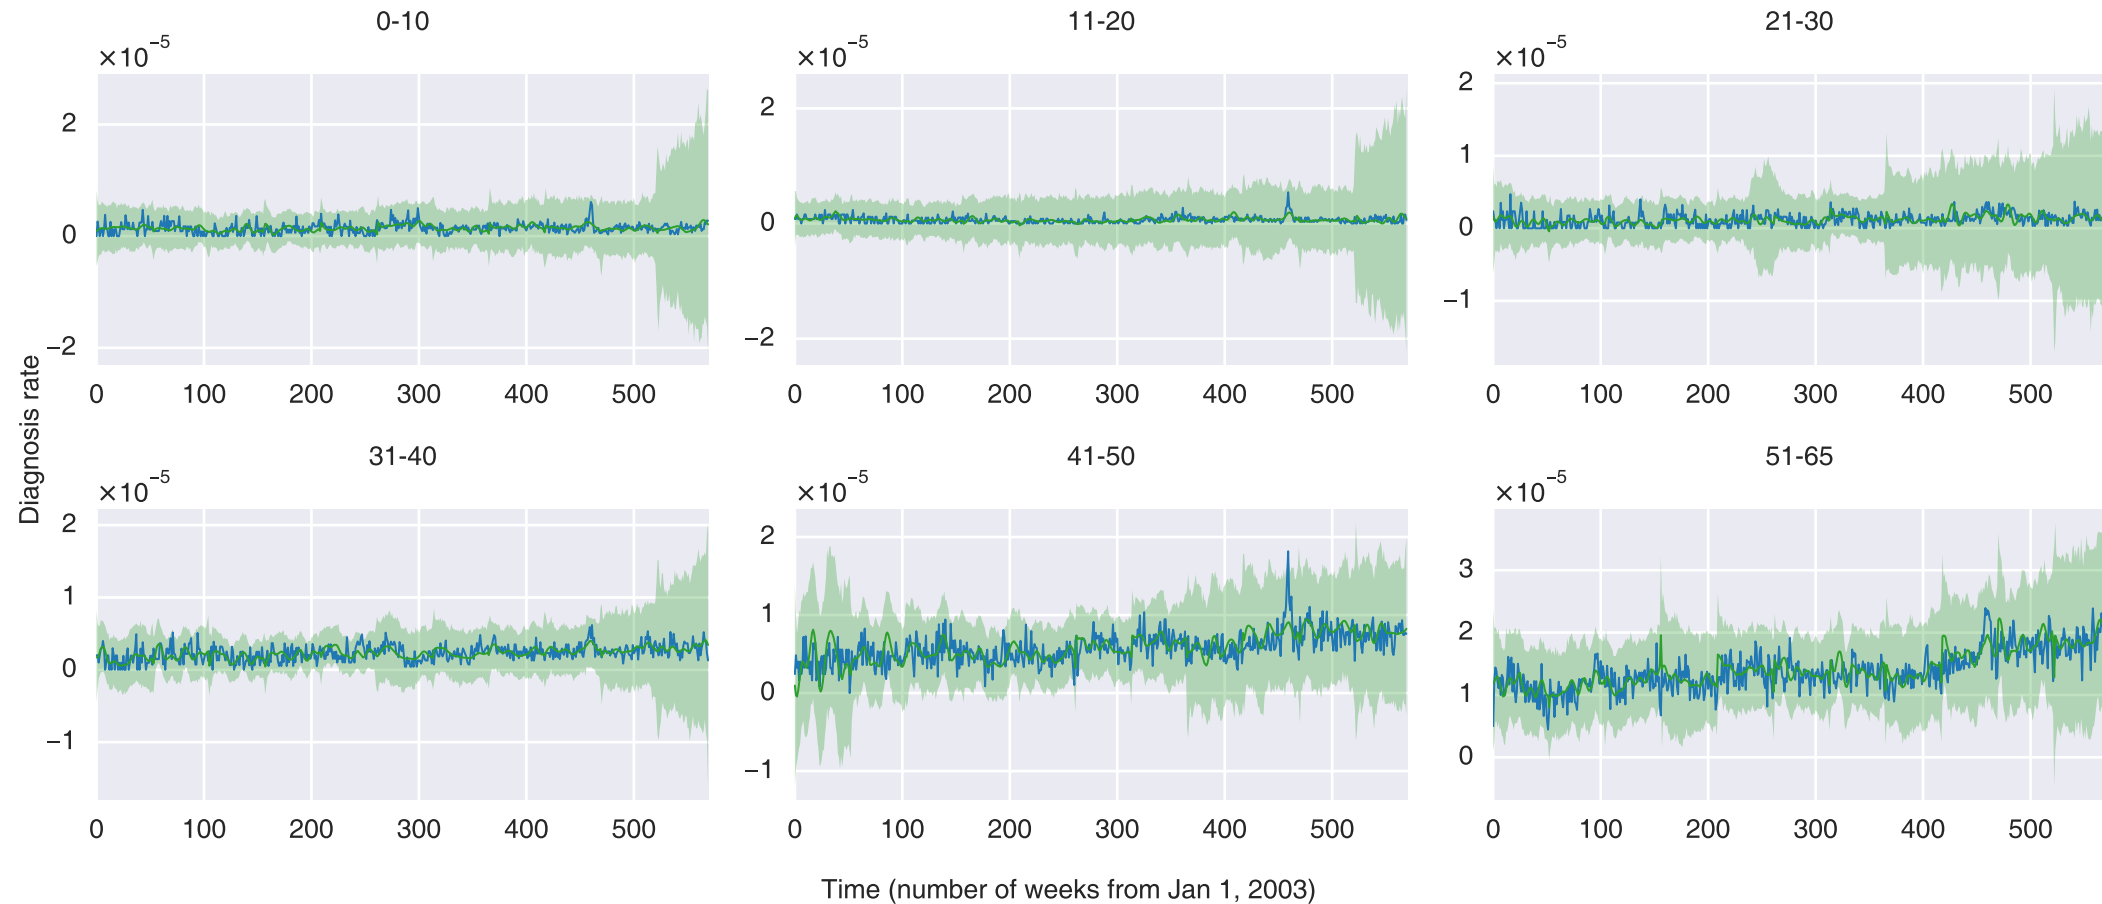 0-10 11-20 21-30
×10⁻⁵ ×10⁻⁵ ×10⁻⁵
2 2 2
1
0 0 0
−1
−2 −2
0 100 200 300 400 500 0 100 200 300 400 500 0 100 200 300 400 500
Diagnosis rate
31-40 41-50 51-65
×10⁻⁵ ×10⁻⁵ ×10⁻⁵
2 2 3
1 1 2
0 0 1
−1 −1 0
0 100 200 300 400 500 0 100 200 300 400 500 0 100 200 300 400 500
Time (number of weeks from Jan 1, 2003)